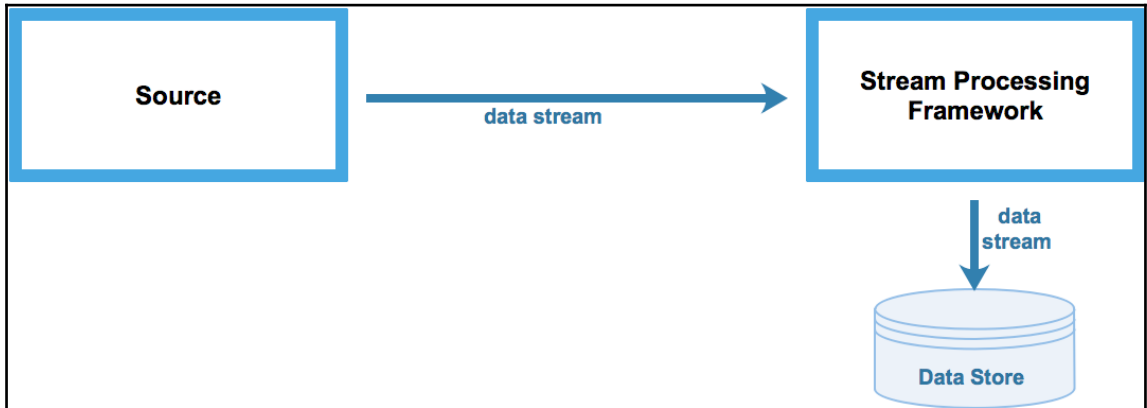 Source
data stream
Stream Processing
Framework
data
stream
Data Store